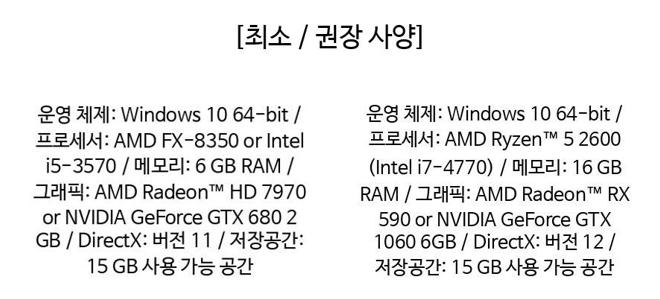 [최소 / 권장 사양]
운영 체제: Windows 10 64-bit /
프로세서: AMD FX-8350 or Intel
i5-3570 / 메모리: 6 GB RAM /
그래픽: AMD Radeon™ HD 7970
or NVIDIA GeForce GTX 680 2
GB / DirectX: 버전 11 / 저장공간:
15 GB 사용 가능 공간
운영 체제: Windows 10 64-bit /
프로세서: AMD Ryzen™ 5 2600
(Intel i7-4770) / 메모리: 16 GB
RAM / 그래픽: AMD Radeon™ RX
590 or NVIDIA GeForce GTX
1060 6GB / DirectX: 버전 12 /
저장공간: 15 GB 사용 가능 공간